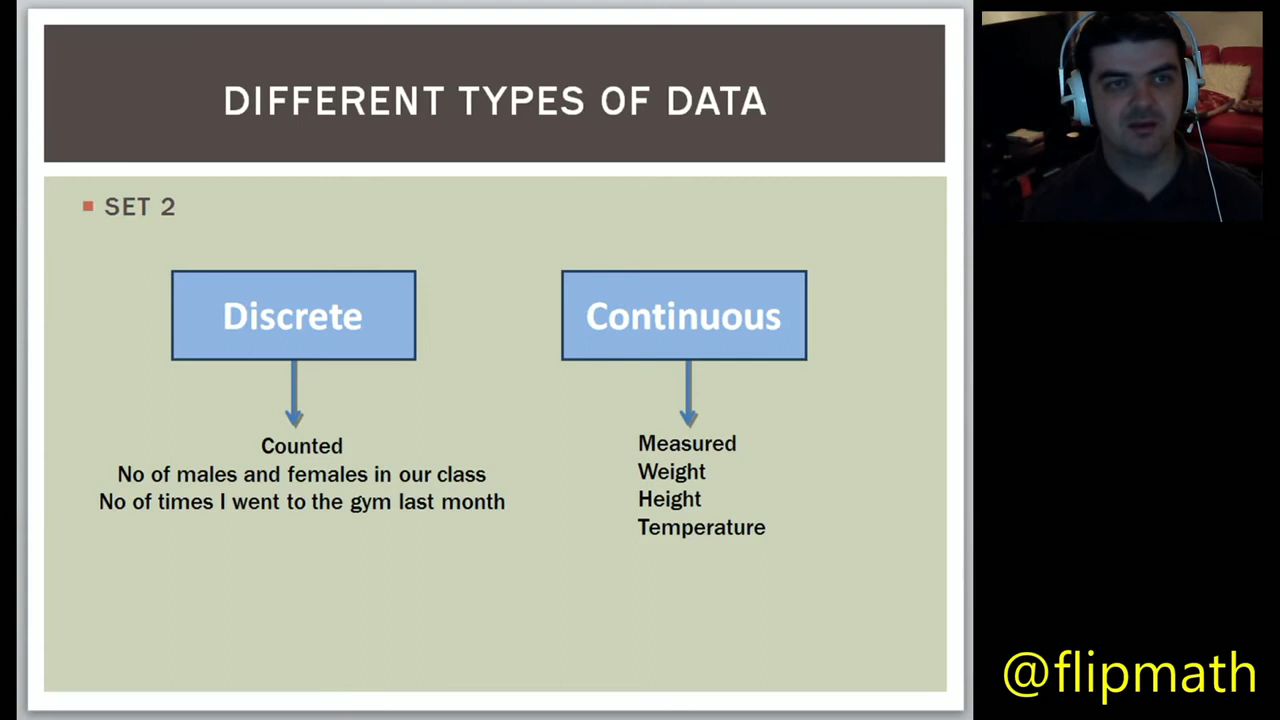 DIFFERENT TYPES OF DATA
SET 2
Discrete
Continuous
Counted
No of males and females in our class
No of times I went to the gym last month
Measured
Weight
Height
Temperature
@flipmath